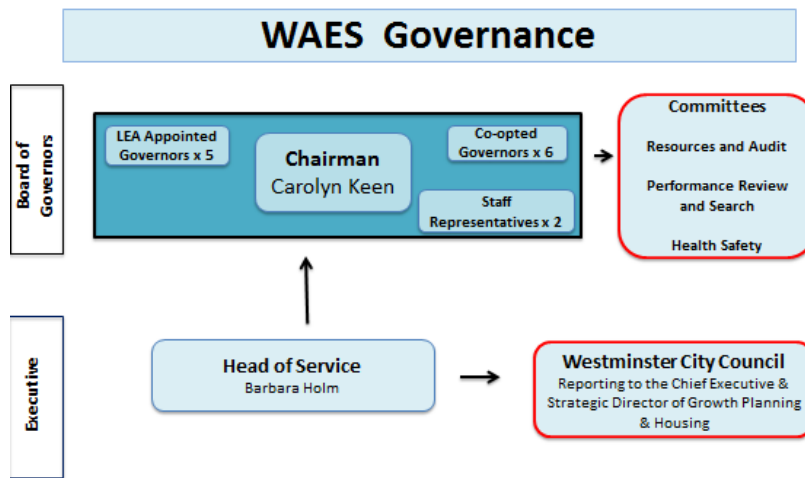 WAES  Governance
Board of
Governors
LEA Appointed
Governors x 5
Chairman
Carolyn Keen
Co-opted
Governors x 6
Staff
Representatives x 2
Committees
Resources and Audit
Performance Review
and Search
Health Safety
Executive
Head of Service
Barbara Holm
Westminster City Council
Reporting to the Chief Executive &
Strategic Director of Growth Planning
& Housing